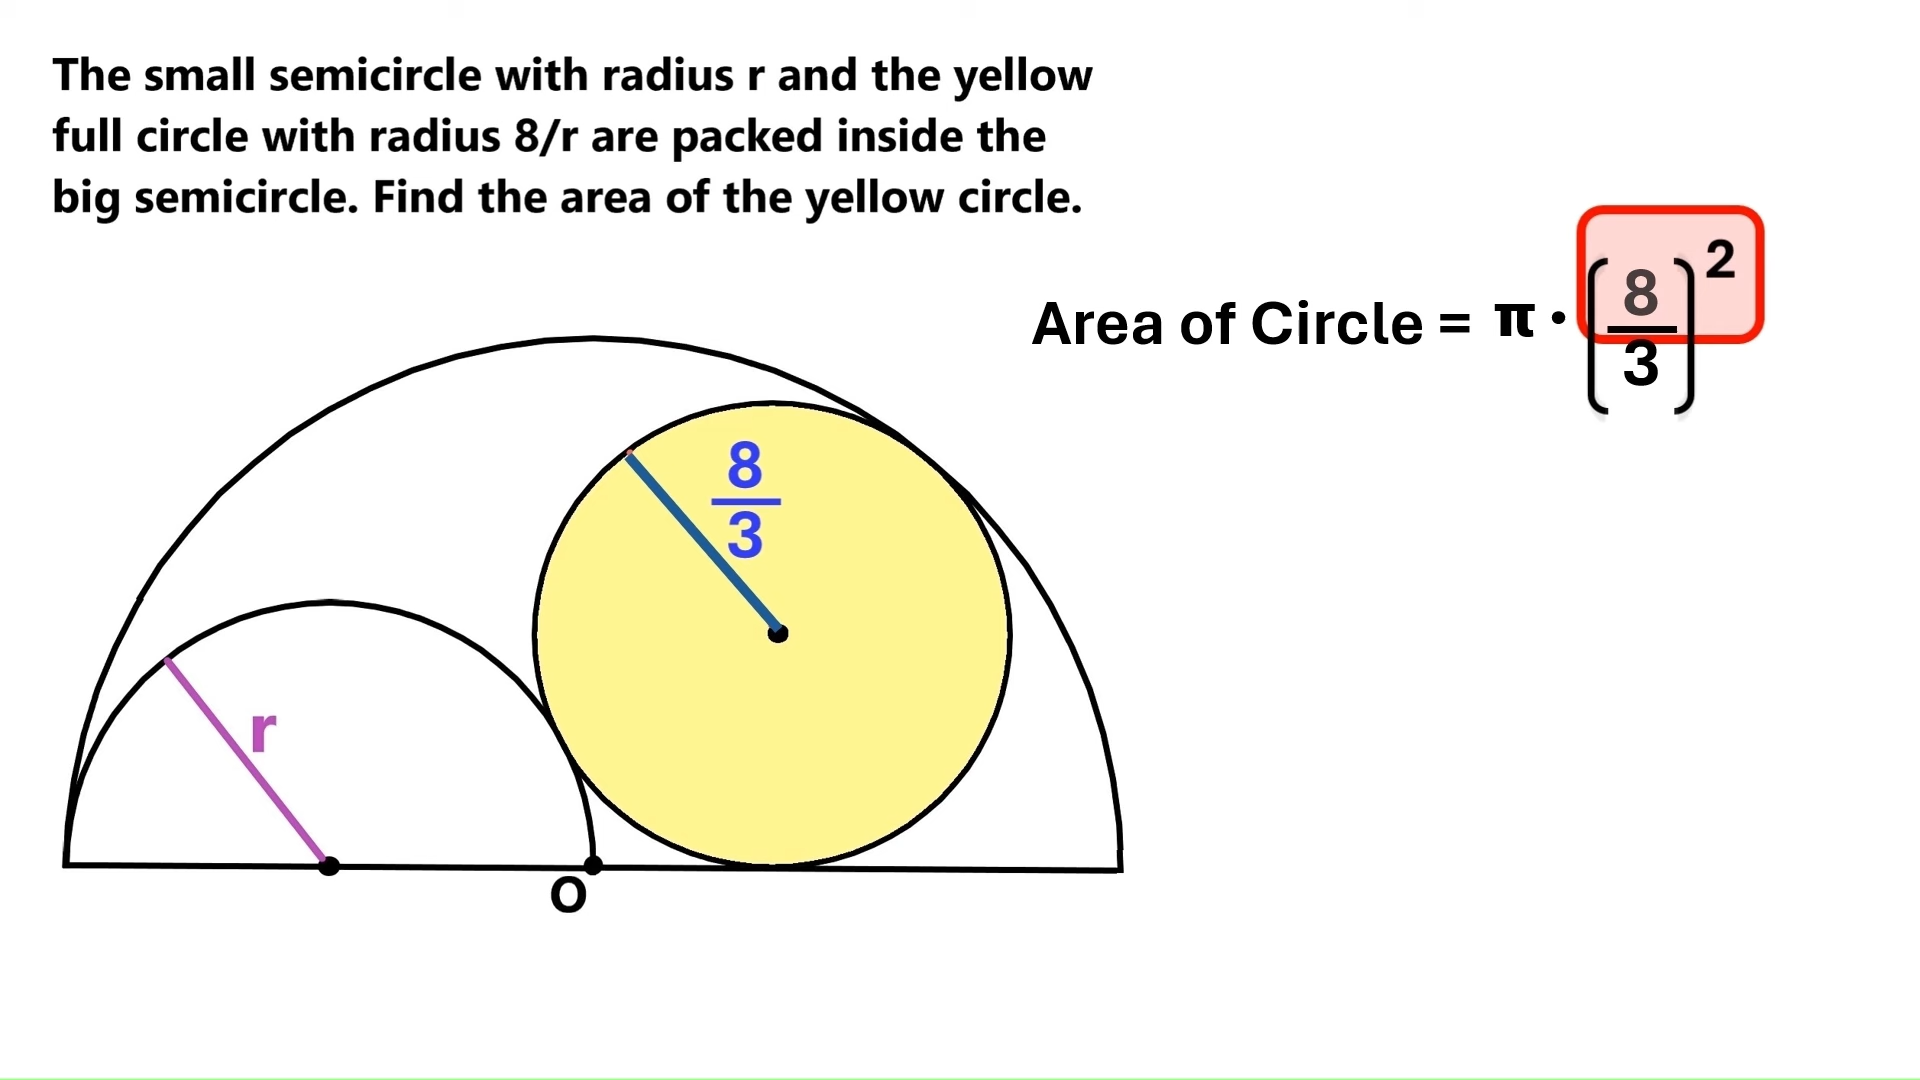 The small semicircle with radius r and the yellow
full circle with radius 8/r are packed inside the
big semicircle. Find the area of the yellow circle.
Area of Circle = π · (8/3)²
8
3
r
O